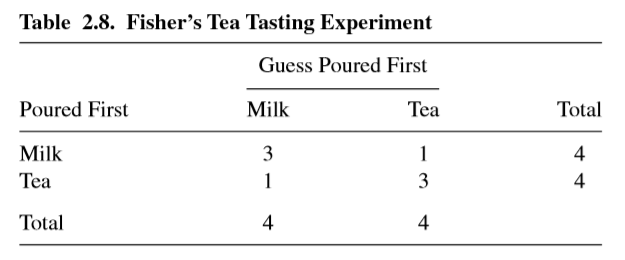 Table 2.8. Fisher’s Tea Tasting Experiment
Guess Poured First
Poured First Milk Tea Total
Milk 3 1 4
Tea 1 3 4
Total 4 4